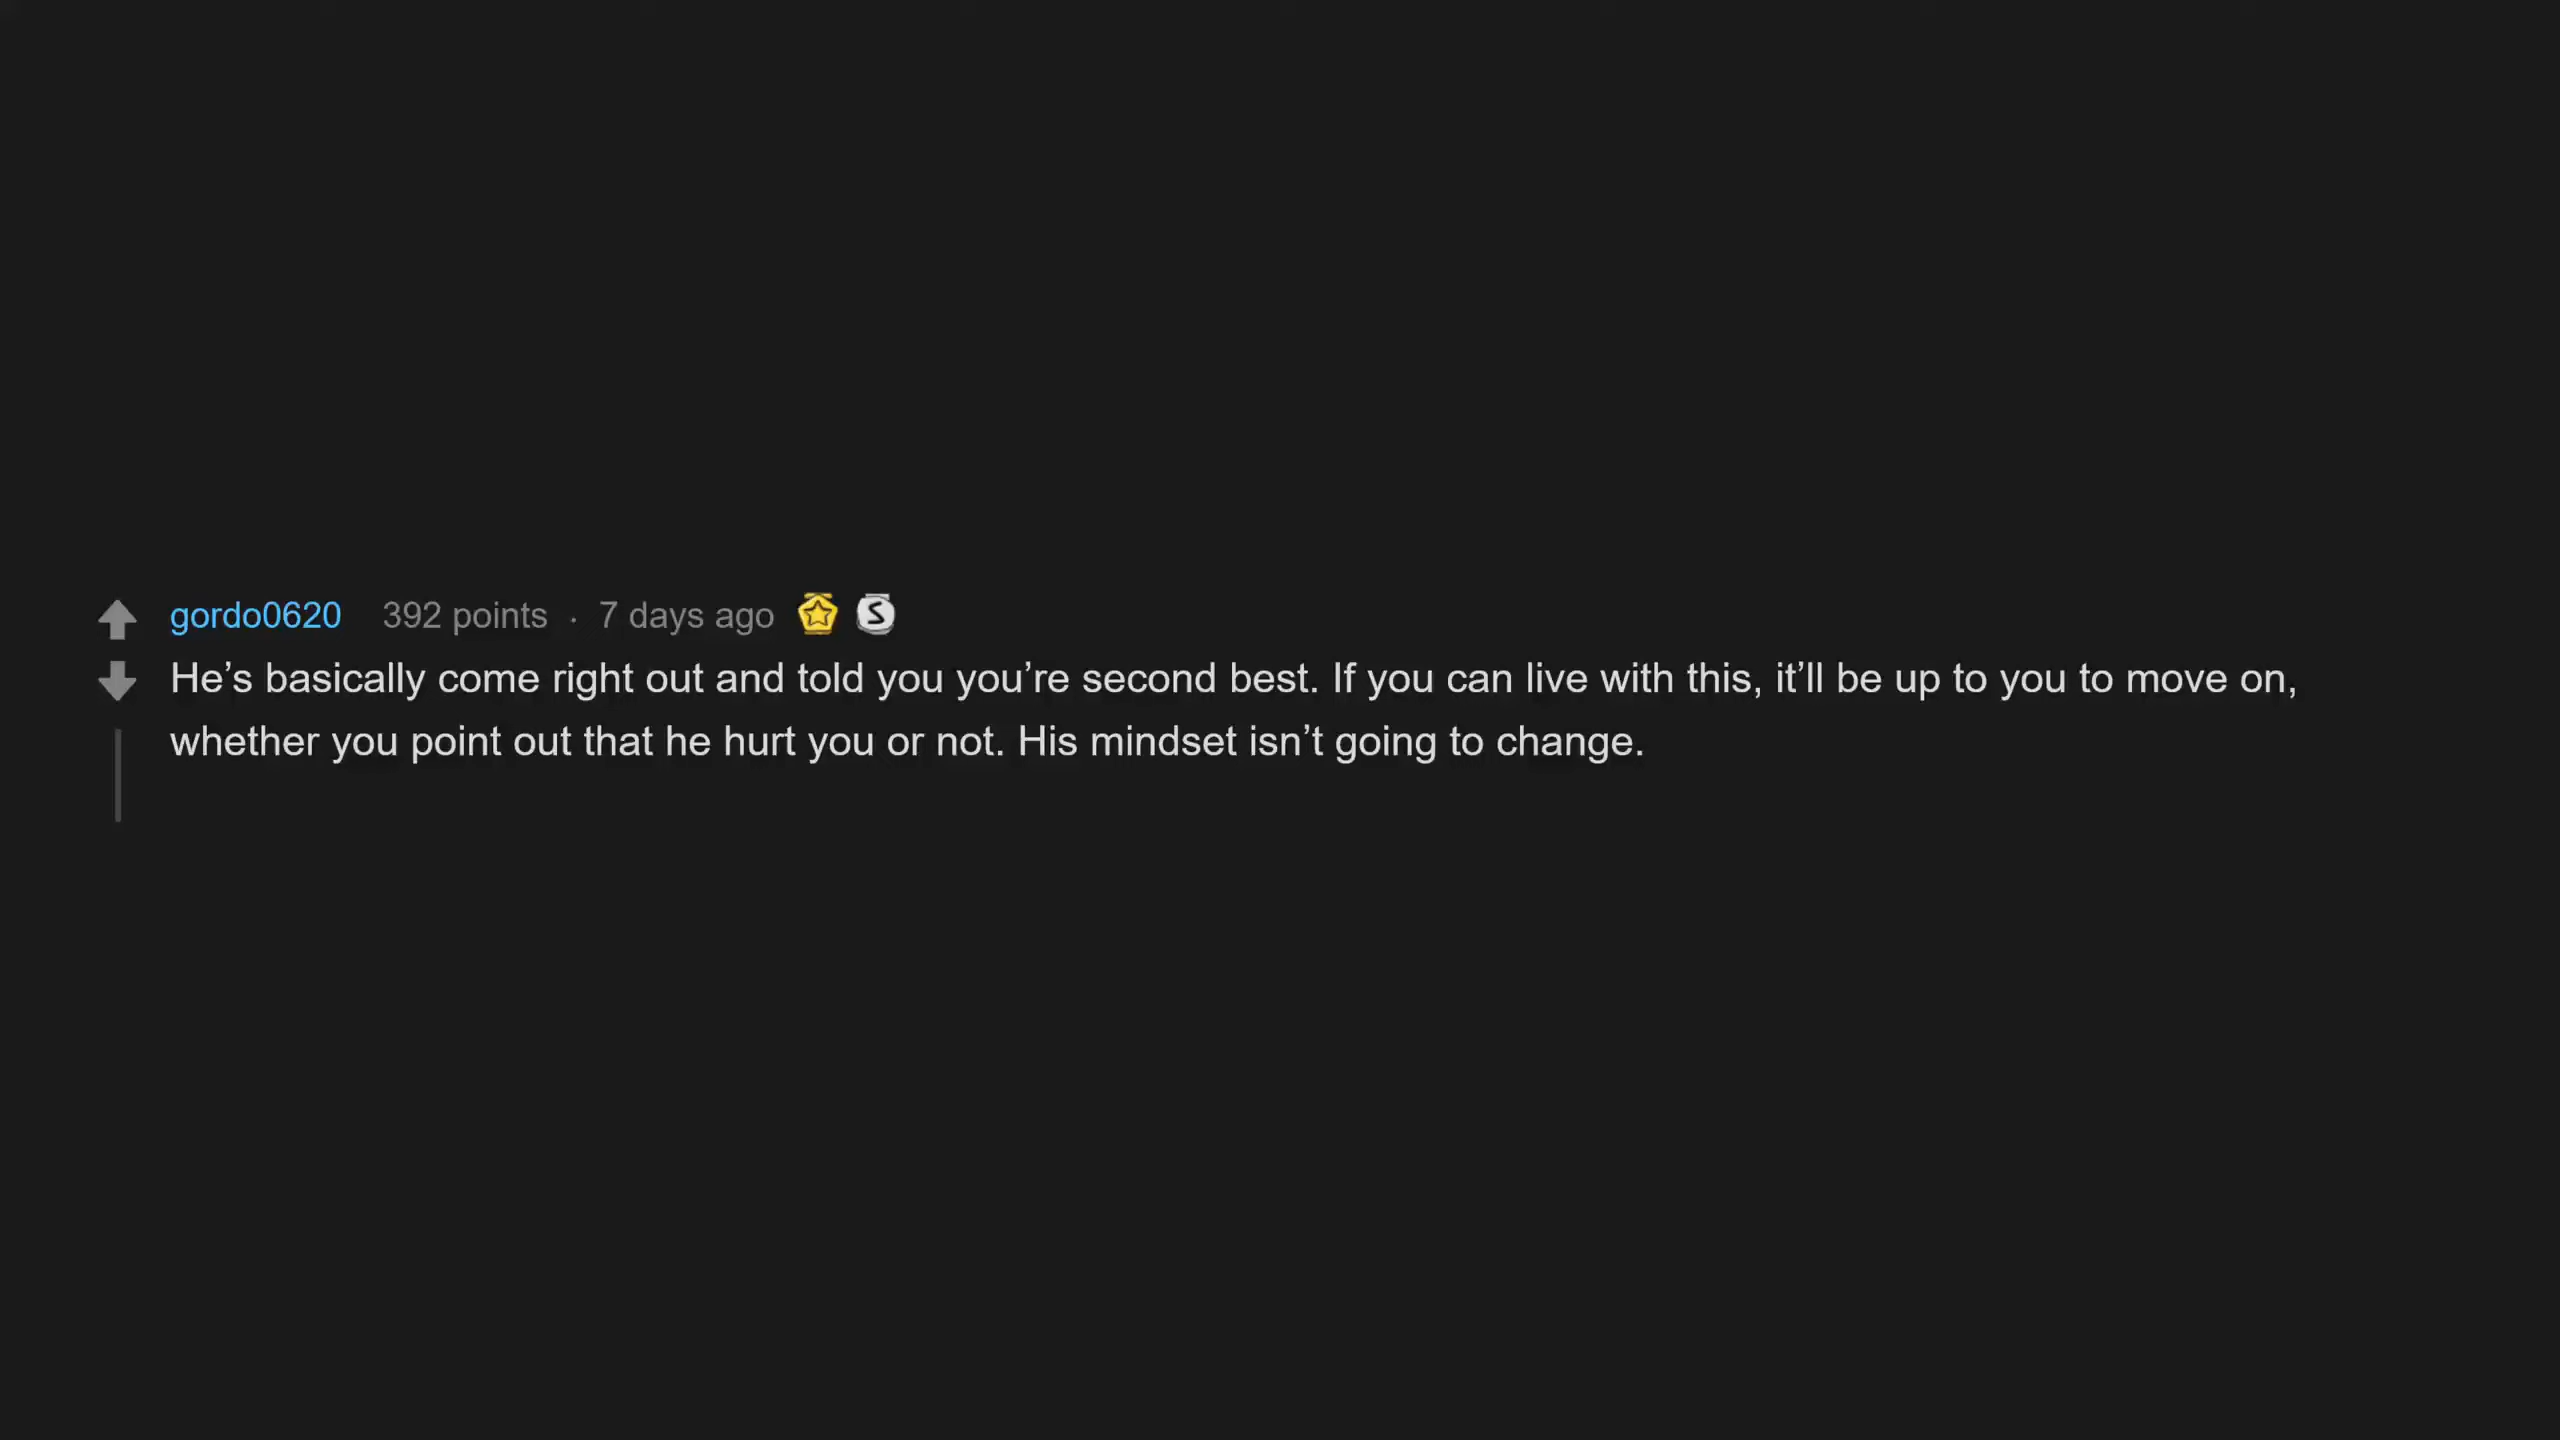 gordo0620 392 points · 7 days ago S
He’s basically come right out and told you you’re second best. If you can live with this, it’ll be up to you to move on,
whether you point out that he hurt you or not. His mindset isn’t going to change.